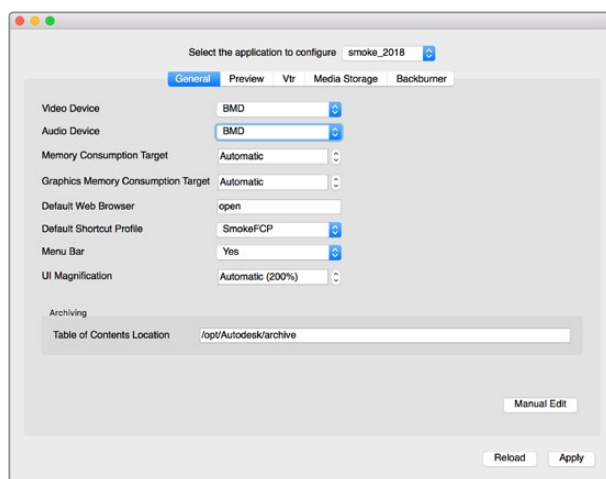 Select the application to configure smoke_2018
General Preview Vtr Media Storage Backburner
Video Device BMD
Audio Device BMD
Memory Consumption Target Automatic
Graphics Memory Consumption Target Automatic
Default Web Browser open
Default Shortcut Profile SmokeFCP
Menu Bar Yes
UI Magnification Automatic (200%)
Archiving
Table of Contents Location /opt/Autodesk/archive
Manual Edit
Reload Apply